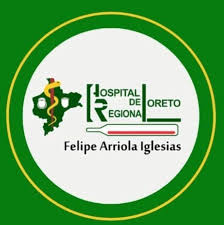 HOSPITAL
DE LORETO
REGIONAL
Felipe Arriola Iglesias